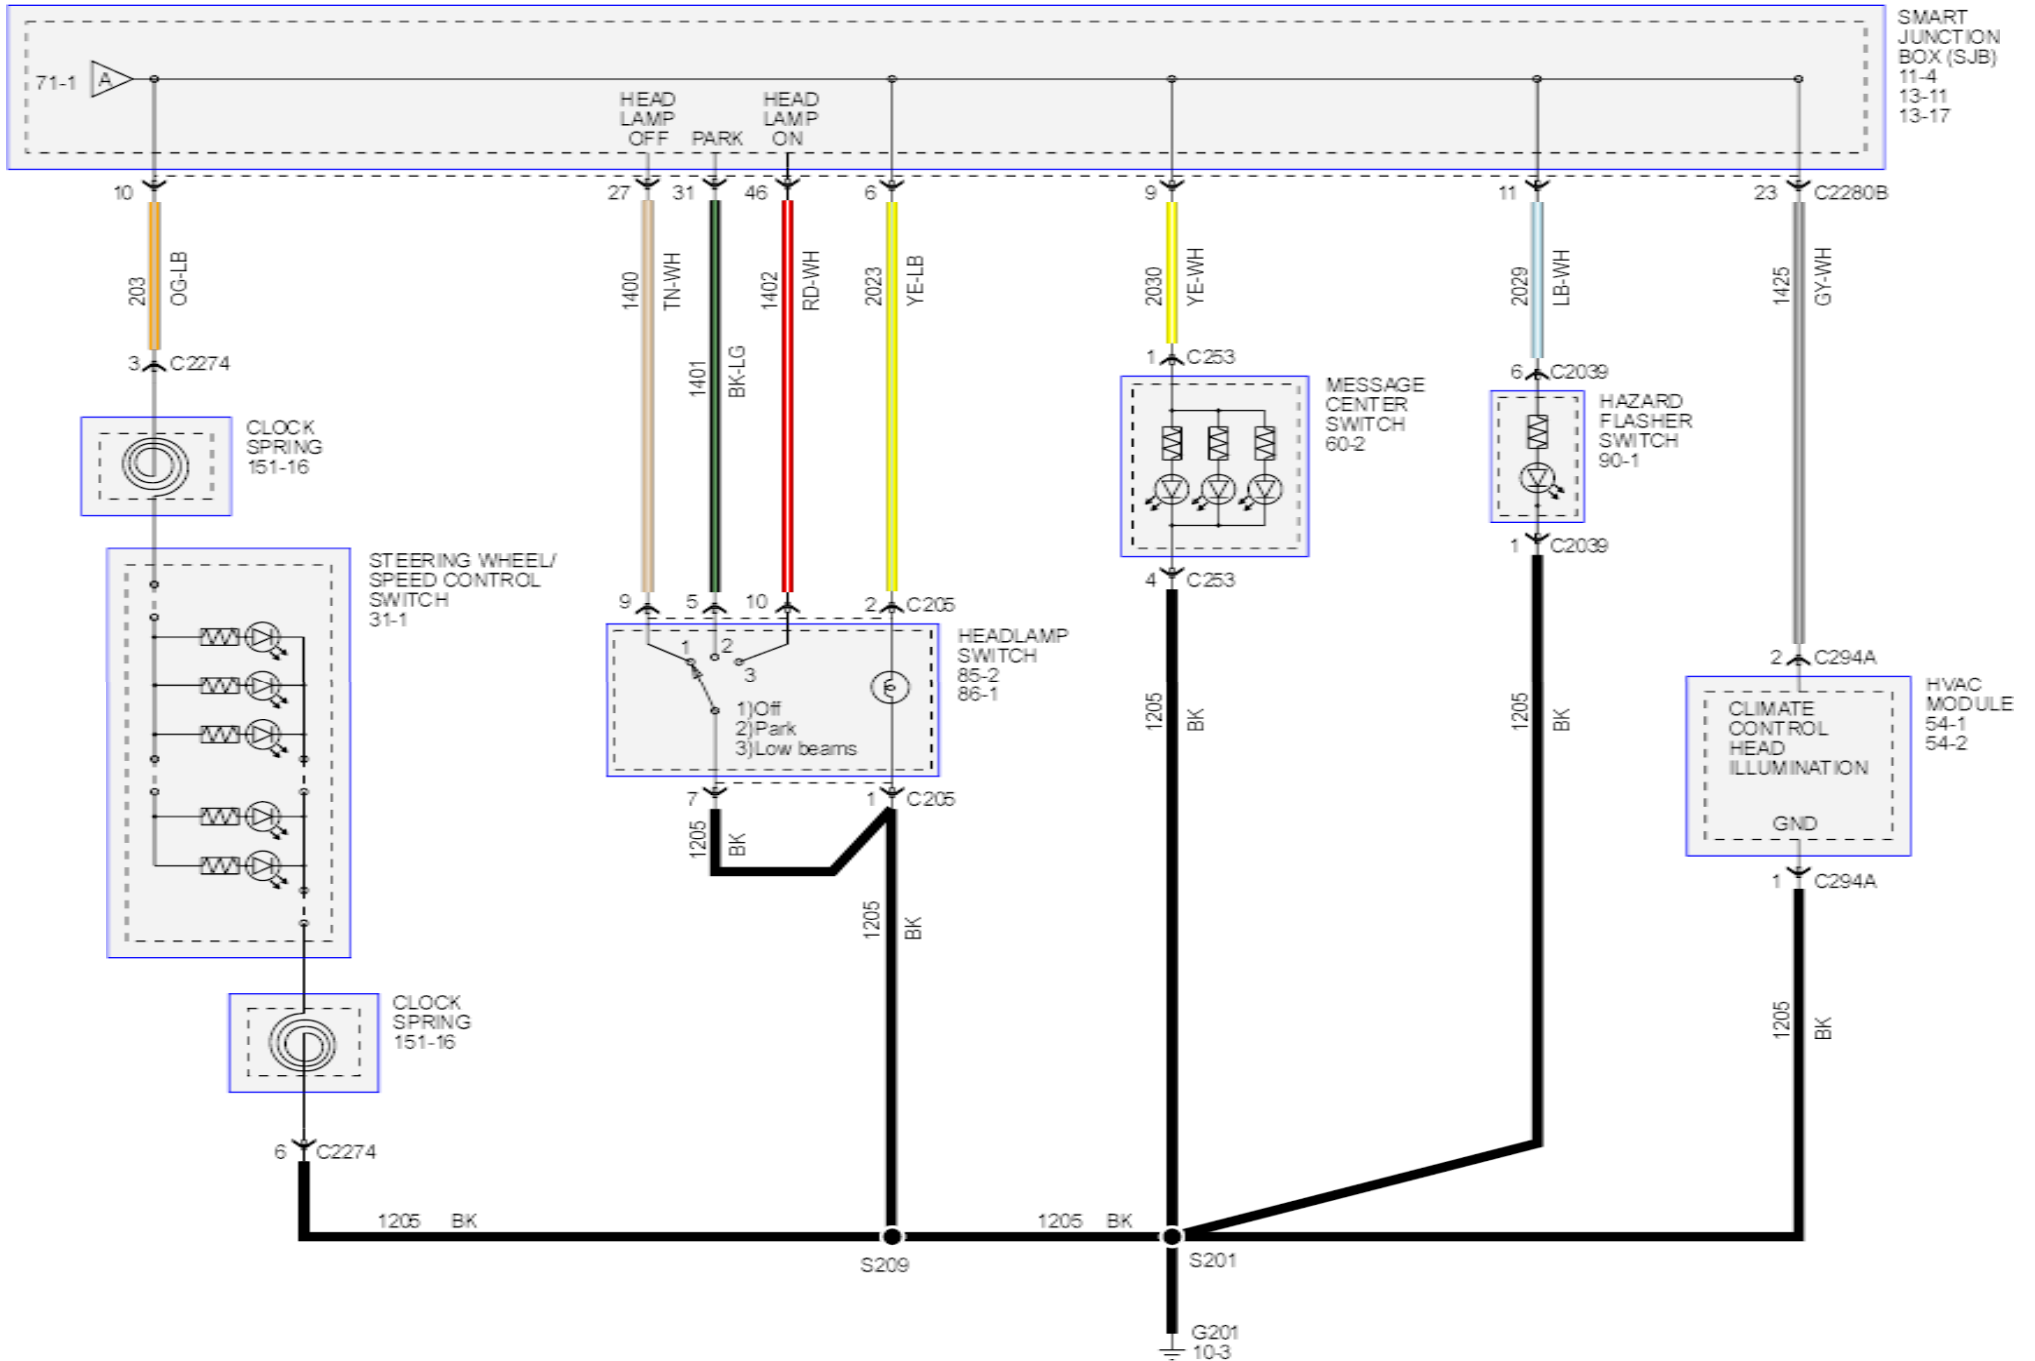 SMART
JUNCTION
BOX (SJB)
11-4
13-11
13-17
71-1
A
HEAD
LAMP
OFF
PARK
HEAD
LAMP
ON
10
27
31
46
6
9
11
23
C2280B
203
OG-LB
1400
TN-WH
1401
BK-LG
1402
RD-WH
2023
YE-LB
2030
YE-WH
2029
LB-WH
1425
GY-WH
3
C2274
1
C253
6
C2039
CLOCK
SPRING
151-16
MESSAGE
CENTER
SWITCH
60-2
HAZARD
FLASHER
SWITCH
90-1
1
C2039
4
C253
STEERING WHEEL/
SPEED CONTROL
SWITCH
31-1
9
5
10
2
C205
1
2
3
1)Off
2)Park
3)Low beams
HEADLAMP
SWITCH
85-2
86-1
7
1
C205
1205
BK
1205
BK
1205
BK
1205
BK
2
C294A
CLIMATE
CONTROL
HEAD
ILLUMINATION
GND
HVAC
MODULE
54-1
54-2
1
C294A
1205
BK
CLOCK
SPRING
151-16
6
C2274
1205
BK
1205
BK
S209
S201
G201
10-3